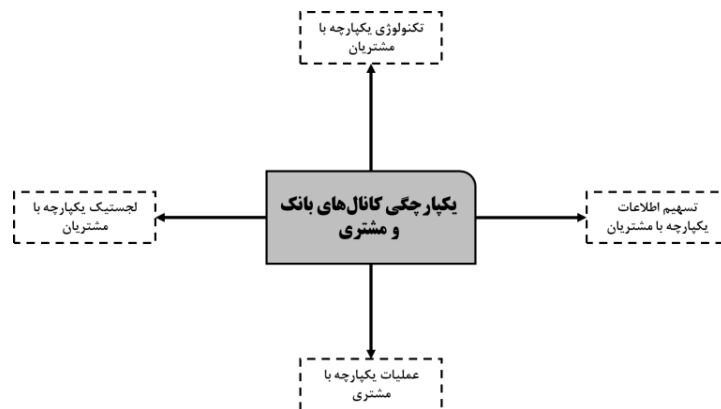 تکنولوژی یکپارچه با
مشتریان
یکپارچگی کانال‌های بانک
و مشتری
تسهیم اطلاعات
یکپارچه با مشتریان
لجستیک یکپارچه با
مشتریان
عملیات یکپارچه با
مشتری